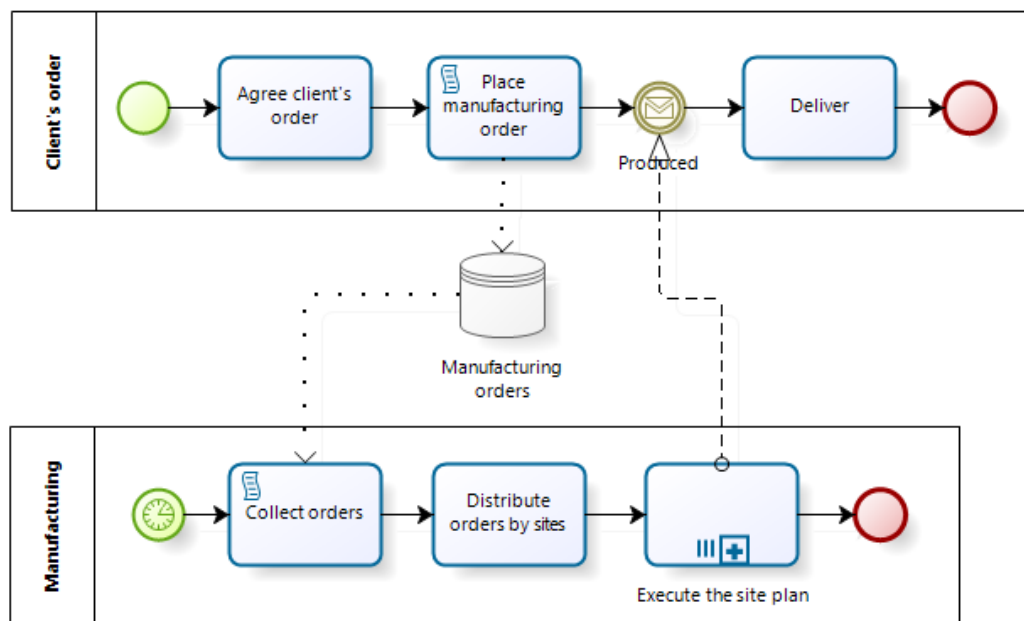 Client's order
Agree client's
order
Place
manufacturing
order
Produced
Deliver
Manufacturing
orders
Manufacturing
Collect orders
Distribute
orders by sites
Execute the site plan